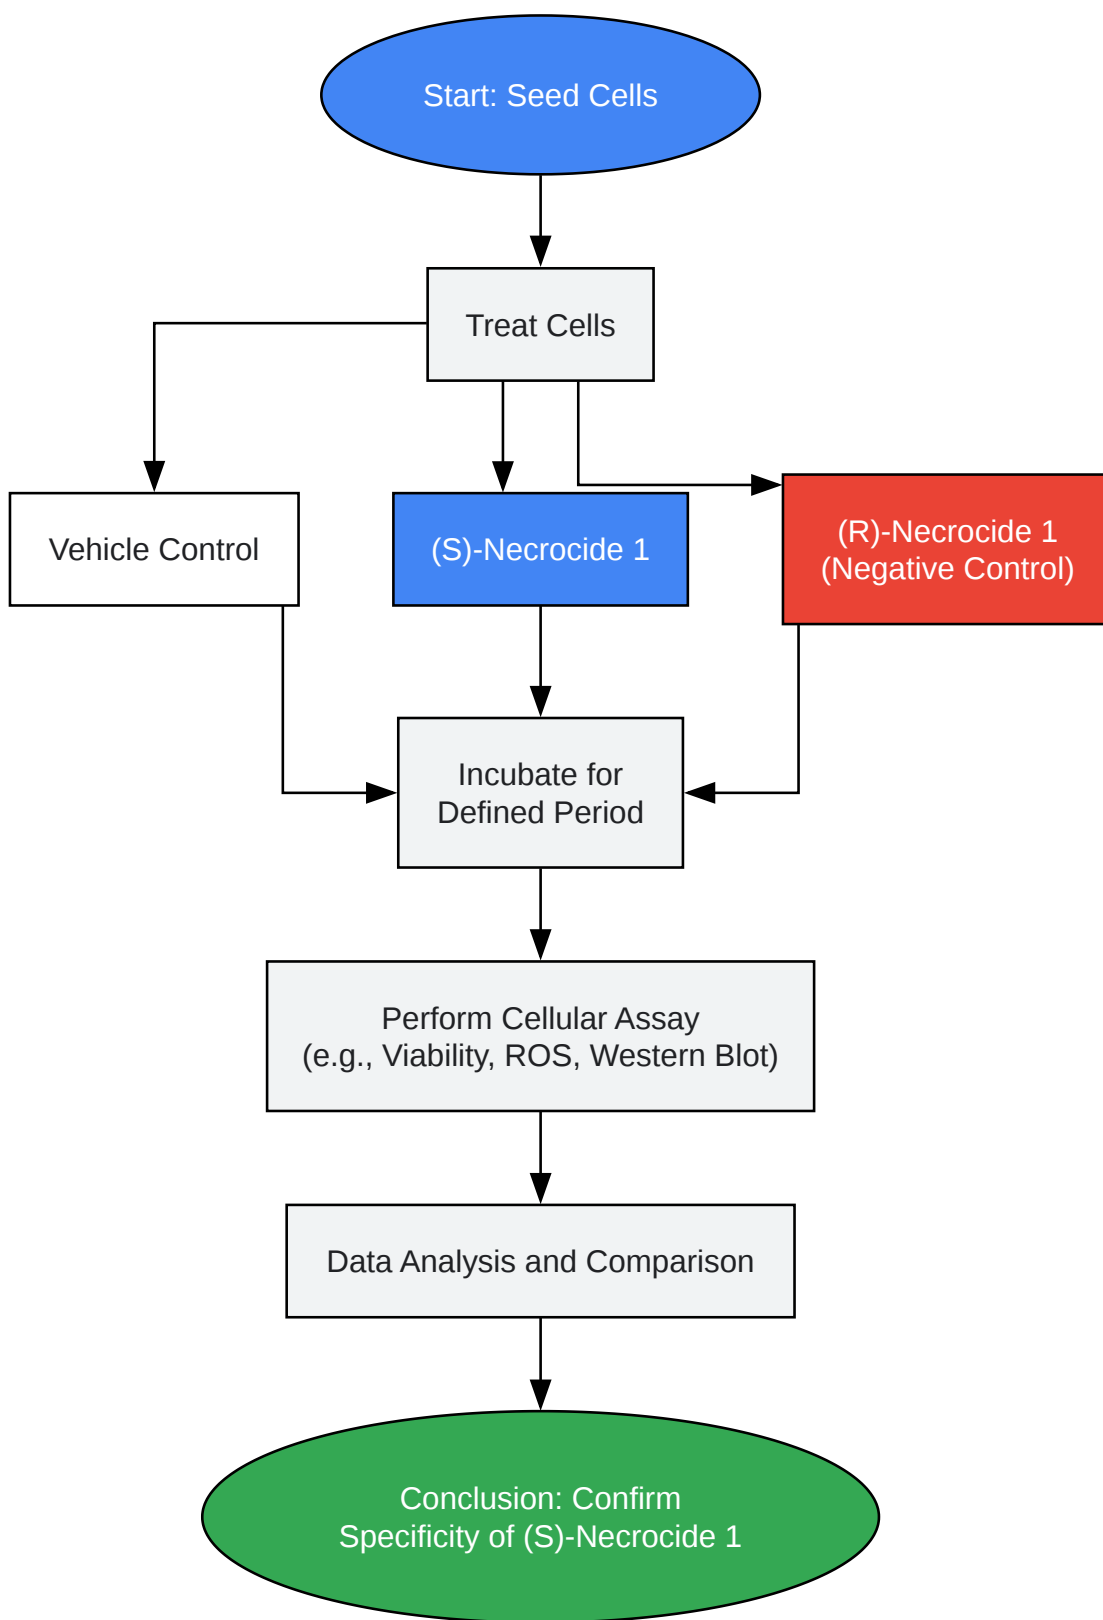 Start: Seed Cells
Treat Cells
Vehicle Control
(S)-Necrocide 1
(R)-Necrocide 1
(Negative Control)
Incubate for
Defined Period
Perform Cellular Assay
(e.g., Viability, ROS, Western Blot)
Data Analysis and Comparison
Conclusion: Confirm
Specificity of (S)-Necrocide 1